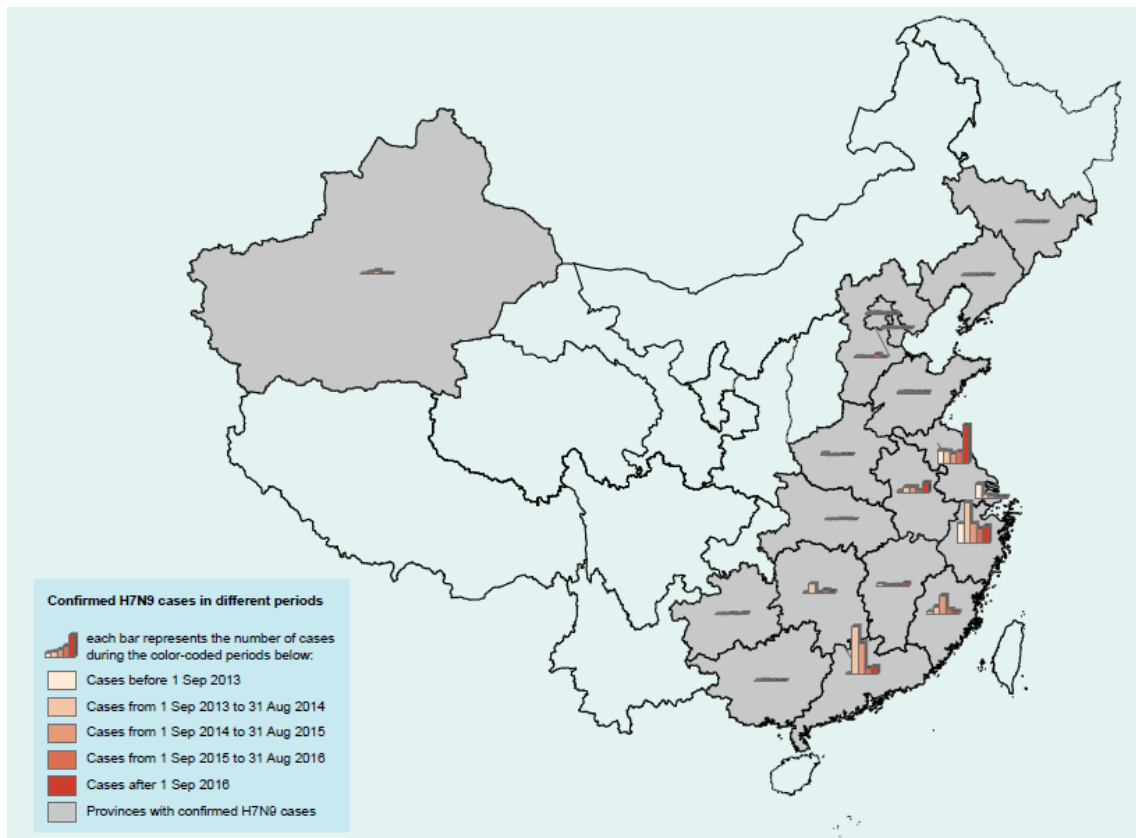 Confirmed H7N9 cases in different periods
each bar represents the number of cases
during the color-coded periods below:
Cases before 1 Sep 2013
Cases from 1 Sep 2013 to 31 Aug 2014
Cases from 1 Sep 2014 to 31 Aug 2015
Cases from 1 Sep 2015 to 31 Aug 2016
Cases after 1 Sep 2016
Provinces with confirmed H7N9 cases